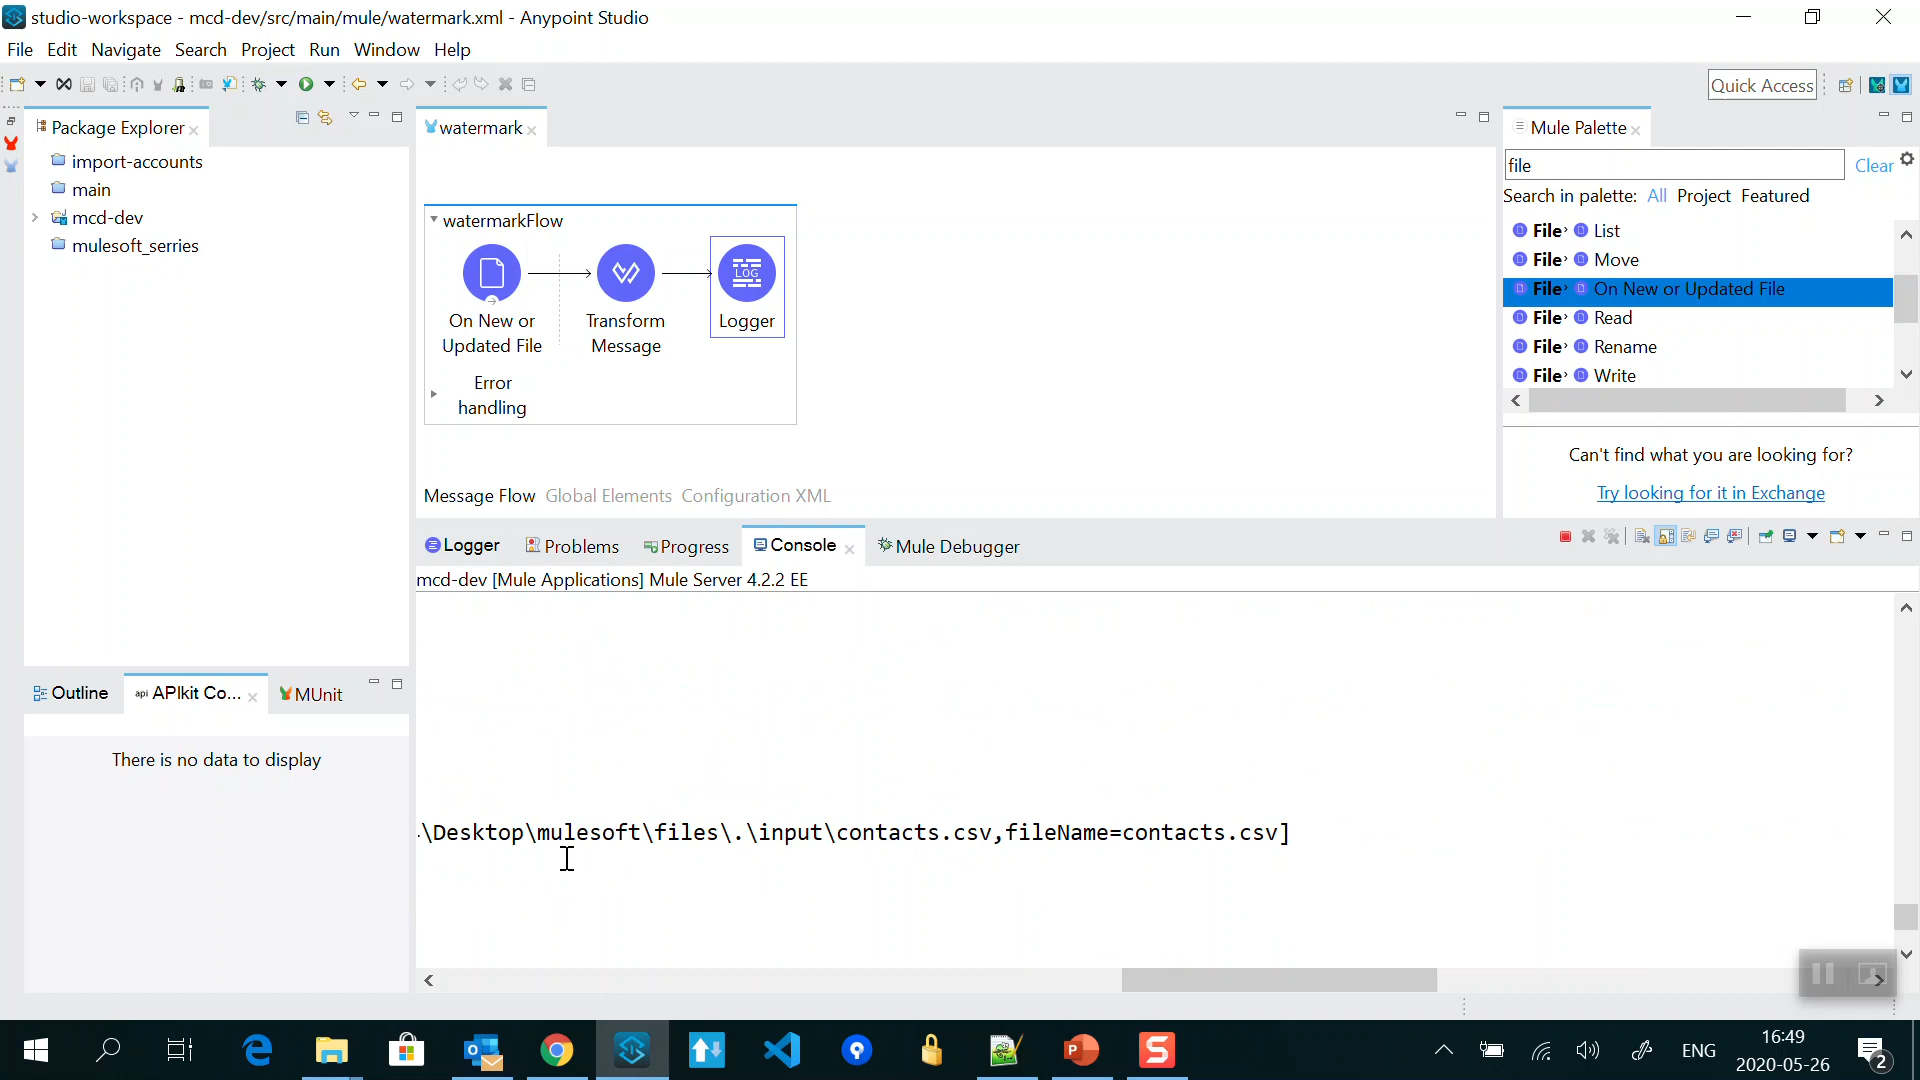 studio-workspace - mcd-dev/src/main/mule/watermark.xml - Anypoint Studio
File Edit Navigate Search Project Run Window Help
Quick Access
Package Explorer
import-accounts
main
mcd-dev
mulesoft_serries
watermark
watermarkFlow
LOG
On New or
Updated File
Transform
Message
Logger
Error
handling
Message Flow Global Elements Configuration XML
Mule Palette
file
Clear
Search in palette: All Project Featured
File› List
File› Move
File› On New or Updated File
File› Read
File› Rename
File› Write
Can't find what you are looking for?
Try looking for it in Exchange
Logger Problems Progress Console Mule Debugger
mcd-dev [Mule Applications] Mule Server 4.2.2 EE
\Desktop\mulesoft\files\.\input\contacts.csv,fileName=contacts.csv]
Outline api APIkit Co... MUnit
There is no data to display
ENG
16:49
2020-05-26
2